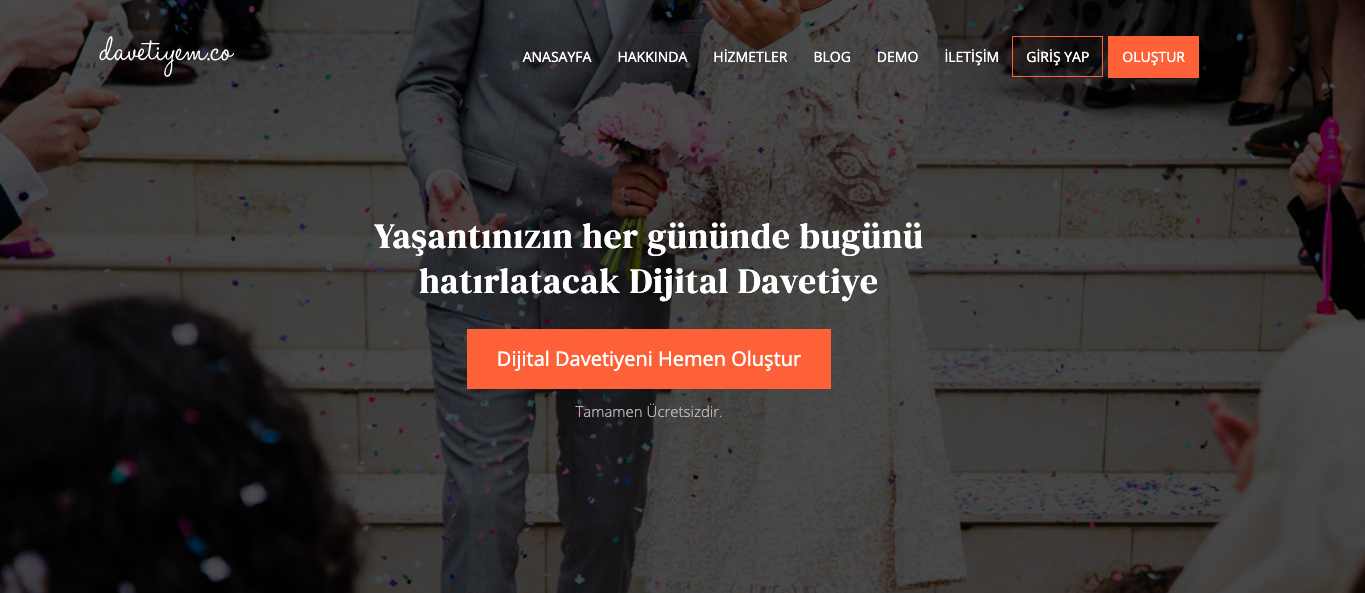 davetiyem.co
ANASAYFA HAKKINDA HİZMETLER BLOG DEMO İLETİŞİM GİRİŞ YAP OLUŞTUR
Yaşantınızın her gününde bugünü
hatırlatacak Dijital Davetiye
Dijital Davetiyeni Hemen Oluştur
Tamamen Ücretsizdir.